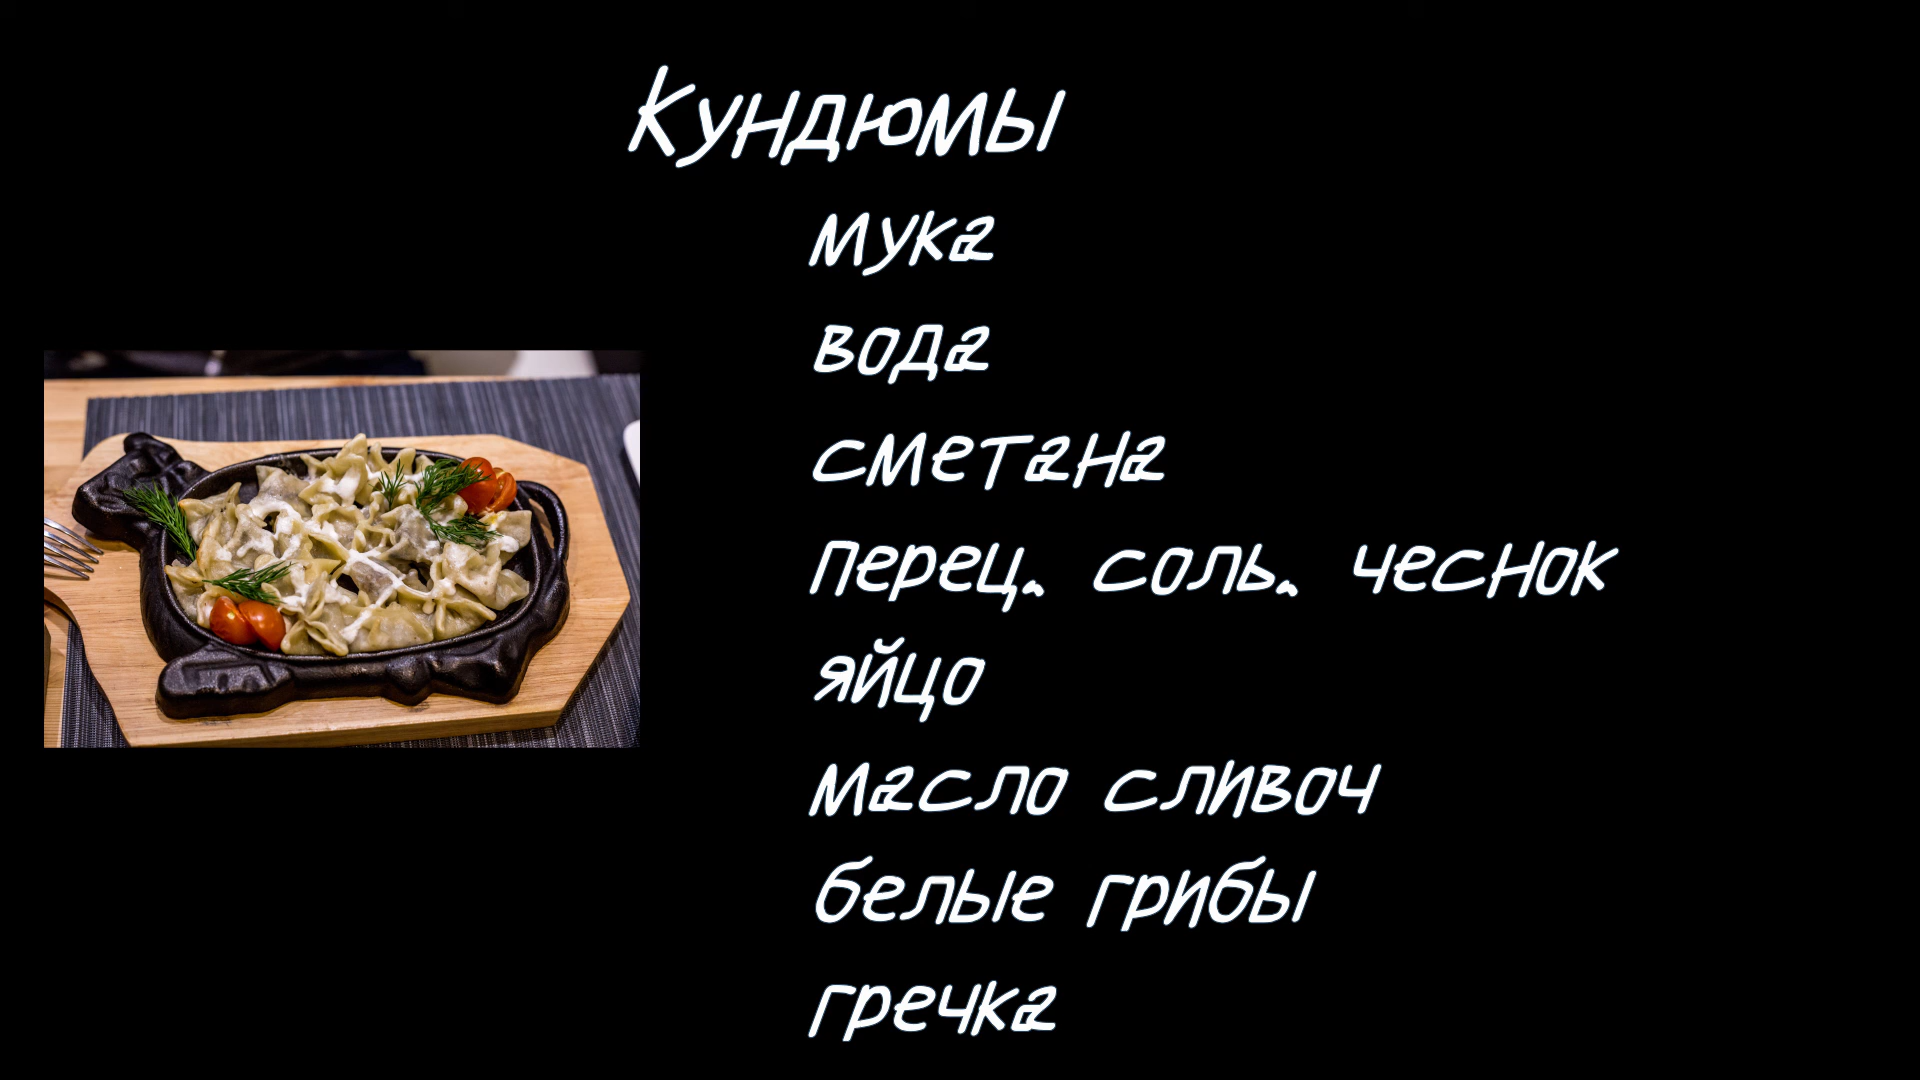 Кундюмы
мука
вода
сметана
перец. соль. чеснок
яйцо
масло сливоч
белые грибы
гречка